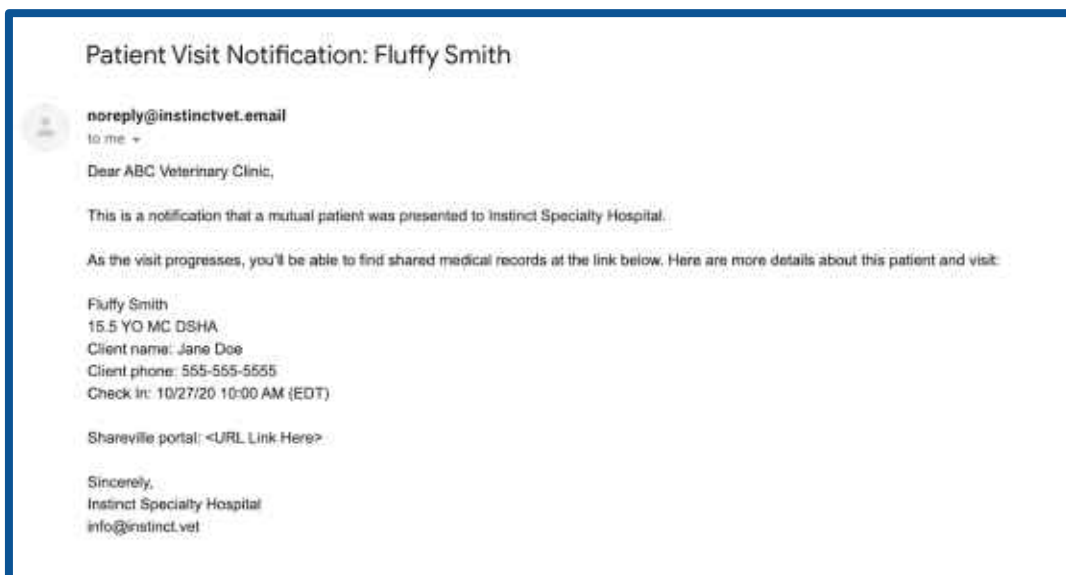 Patient Visit Notification: Fluffy Smith
noreply@instinctvet.email
to me
Dear ABC Veterinary Clinic,
This is a notification that a mutual patient was presented to Instinct Specialty Hospital.
As the visit progresses, you'll be able to find shared medical records at the link below. Here are more details about this patient and visit:
Fluffy Smith
15.5 YO MC DSHA
Client name: Jane Doe
Client phone: 555-555-5555
Check In: 10/27/20 10:00 AM (EDT)
Shareville portal: <URL Link Here>
Sincerely,
Instinct Specialty Hospital
info@instinct.vet